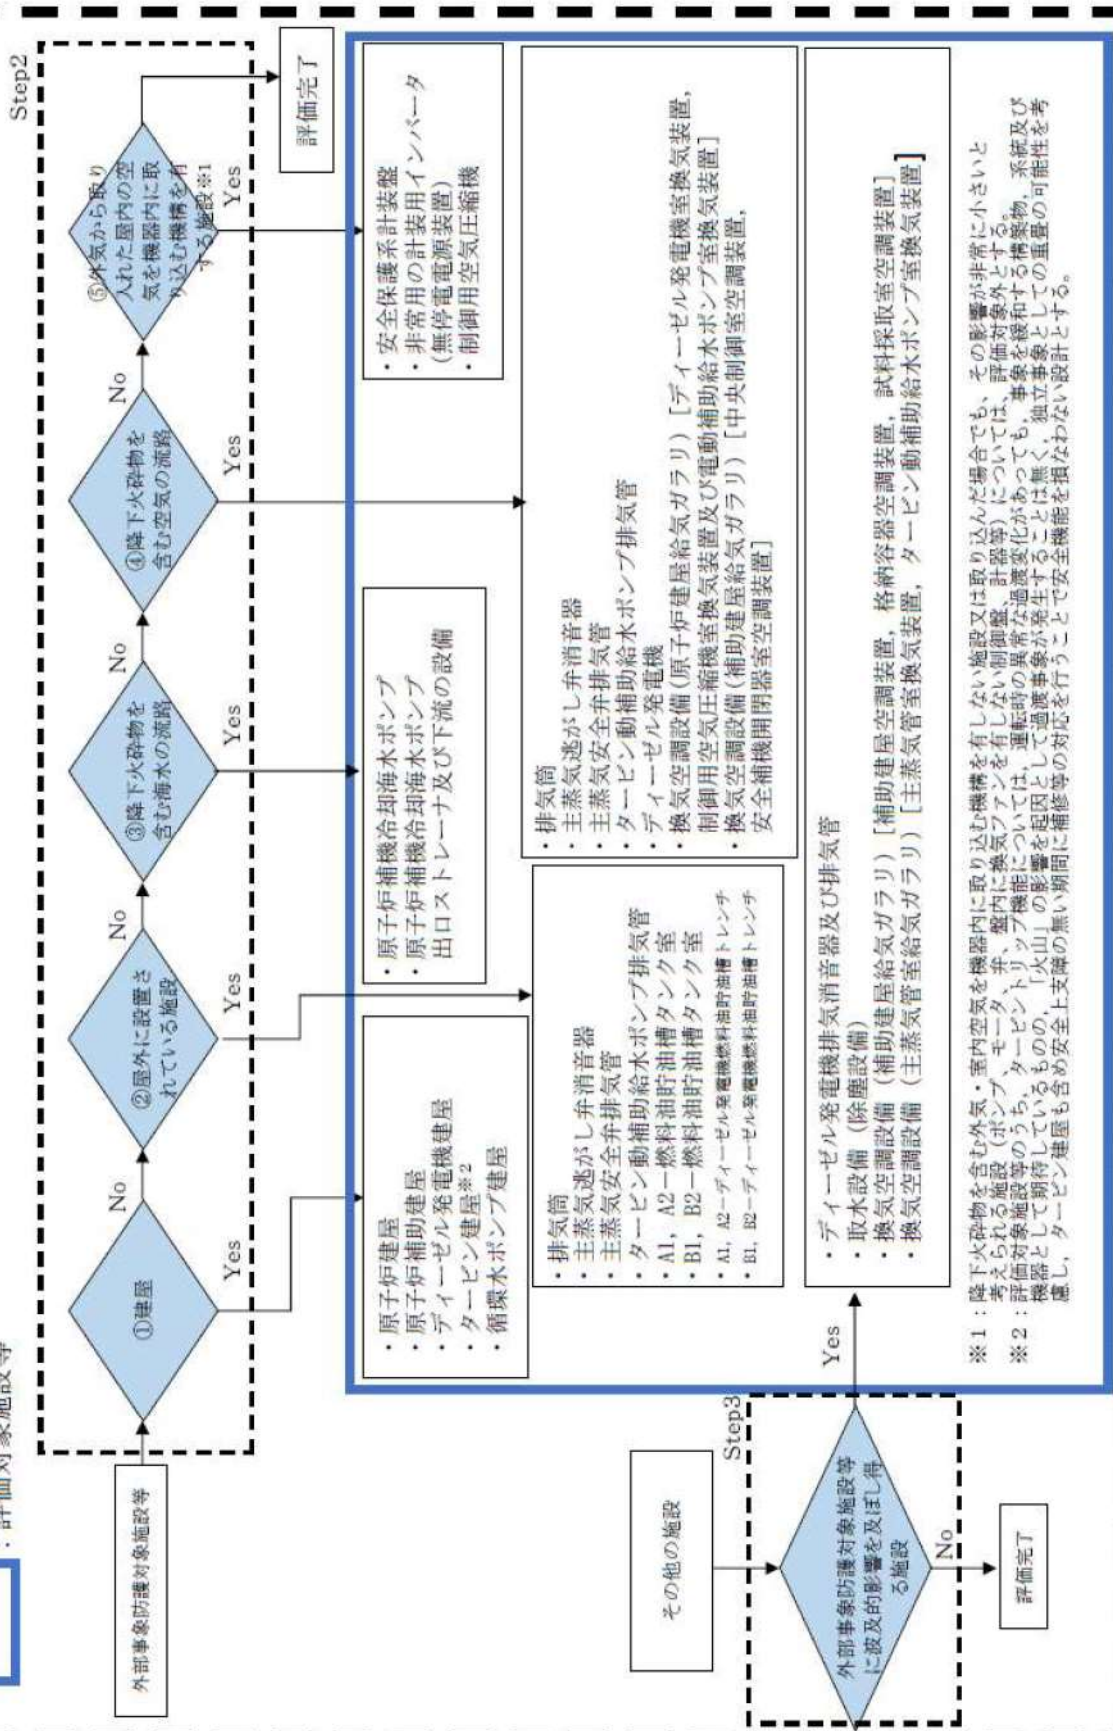 ：評価対象施設等
Step2
外部事象防護対象施設等
①建屋
No
Yes
②屋外に設置さ
れている施設
No
Yes
③降下火砕物を
含む海水の流路
No
Yes
④降下火砕物を
含む空気の流路
No
Yes
⑤外気から取り
入れた屋内の空
気を機器内に取
り込む機構を有
する施設※1
Yes
評価完了
・原子炉建屋
・原子炉補助建屋
・ディーゼル発電機建屋
・タービン建屋※2
・循環水ポンプ建屋
・原子炉補機冷却海水ポンプ
・原子炉補機冷却海水ポンプ
出口ストレーナ及び下流の設備
・安全保護系計装盤
・非常用の計装用インバータ
(無停電電源装置)
・制御用空気圧縮機
・排気筒
・主蒸気逃がし弁消音器
・主蒸気安全弁排気管
・タービン動補助給水ポンプ排気管
・A1，A2－燃料油貯油槽タンク室
・B1，B2－燃料油貯油槽タンク室
・A1，A2－ディーゼル発電機燃料油貯油槽トレンチ
・B1，B2－ディーゼル発電機燃料油貯油槽トレンチ
・排気筒
・主蒸気逃がし弁消音器
・主蒸気安全弁排気管
・タービン動補助給水ポンプ排気管
・ディーゼル発電機
・換気空調設備(原子炉建屋給気ガラリ)［ディーゼル発電機室換気装置，
制御用空気圧縮機室換気装置及び電動補助給水ポンプ室換気装置］
・換気空調設備(補助建屋給気ガラリ)［中央制御室空調装置，
安全補機開閉器室空調装置］
その他の施設
Step3
外部事象防護対象施設等
に波及的影響を及ぼし得
る施設
Yes
No
評価完了
・ディーゼル発電機排気消音器及び排気管
・取水設備（除塵設備）
・換気空調設備（補助建屋給気ガラリ）［補助建屋空調装置，格納容器空調装置，試料採取室空調装置］
・換気空調設備（主蒸気管室給気ガラリ）［主蒸気管室換気装置，タービン動補助給水ポンプ室換気装置］
※1：降下火砕物を含む外気・室内空気を機器内に取り込む機構を有しない施設又は取り込んだ場合でも、その影響が非常に小さいと
考えられる施設（ポンプ、モータ、弁、盤内に換気ファンを有しない制御盤、計器等）については、評価対象外とする。
※2：評価対象施設等のうち、タービントリップ機能については、運転時の異常な過渡変化があっても，事象を緩和する構築物，系統及び
機器として期待しているものの，「火山」の影響を起因として過渡事象が発生することは無く，独立事象としての重畳の可能性を考
慮し，タービン建屋も含め安全上支障の無い期間に補修等の対応を行うことで安全機能を損なわない設計とする。